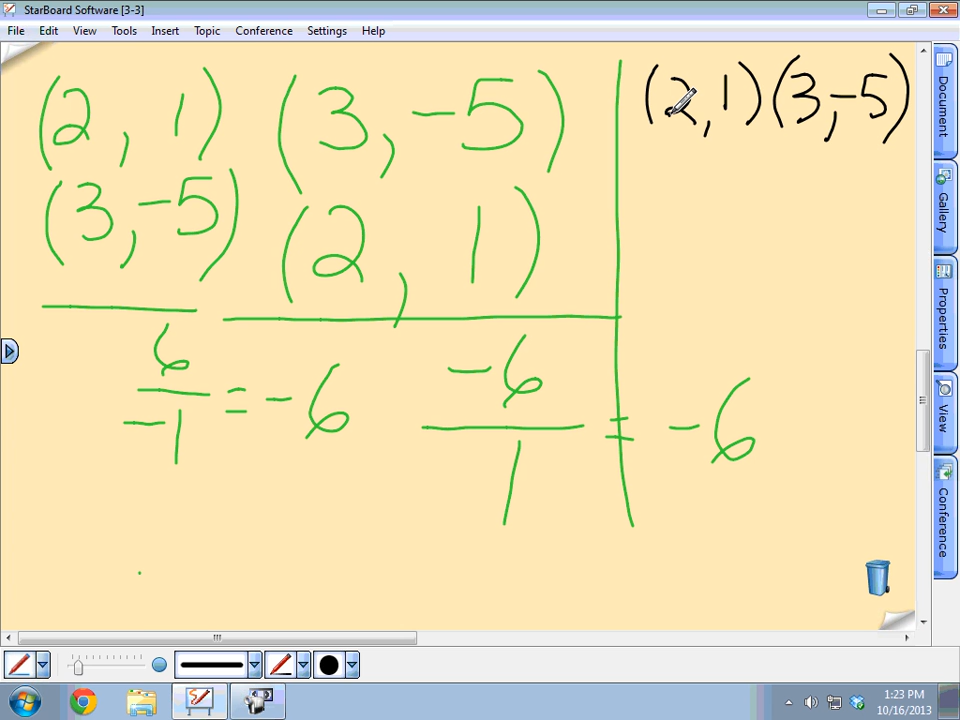 StarBoard Software [3-3]
File Edit View Tools Insert Topic Conference Settings Help
(2, 1) (3, -5) (2, 1) (3, -5)
(3, -5) (2, 1)
6/-1 = -6 -6/1 = -6
Document
Gallery
Properties
View
Conference
1:23 PM
10/16/2013